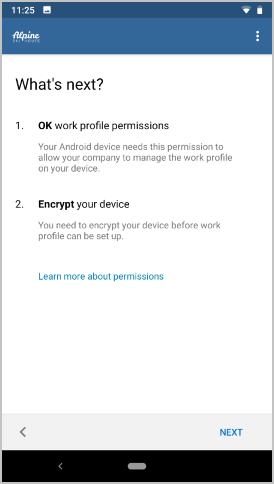 11:25
Alpine
SKI HOUSE
What's next?
1. OK work profile permissions
Your Android device needs this permission to
allow your company to manage the work profile
on your device.
2. Encrypt your device
You need to encrypt your device before work
profile can be set up.
Learn more about permissions
NEXT